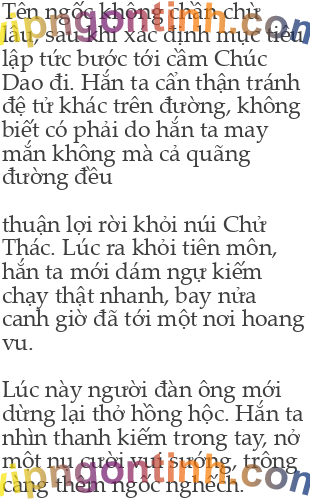 Tên ngốc không chần chừ
lâu, sau khi xác định mục tiêu
lập tức bước tới cầm Chúc
Dao đi. Hắn ta cẩn thận tránh
đệ tử khác trên đường, không
biết có phải do hắn ta may
mắn không mà cả quãng
đường đều
thuận lợi rời khỏi núi Chử
Thác. Lúc ra khỏi tiên môn,
hắn ta mới dám ngự kiếm
chạy thật nhanh, bay nửa
canh giờ đã tới một nơi hoang
vu.
Lúc này người đàn ông mới
dừng lại thở hồng hộc. Hắn ta
nhìn thanh kiếm trong tay, nở
một nụ cười vui sướng, trông
càng thêm ngốc nghếch.
vipngontinh.com
vipngontinh.com